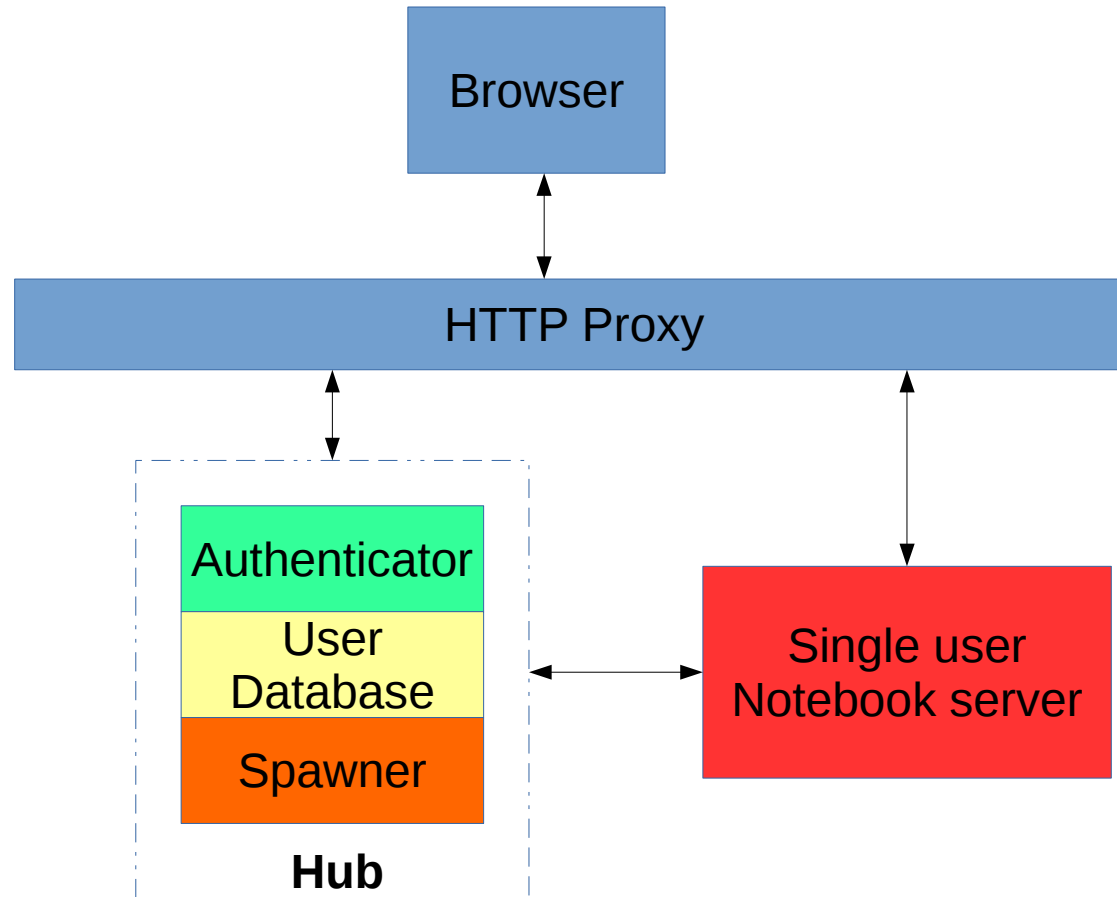 Browser
HTTP Proxy
Authenticator
User
Database
Spawner
Hub
Single user
Notebook server